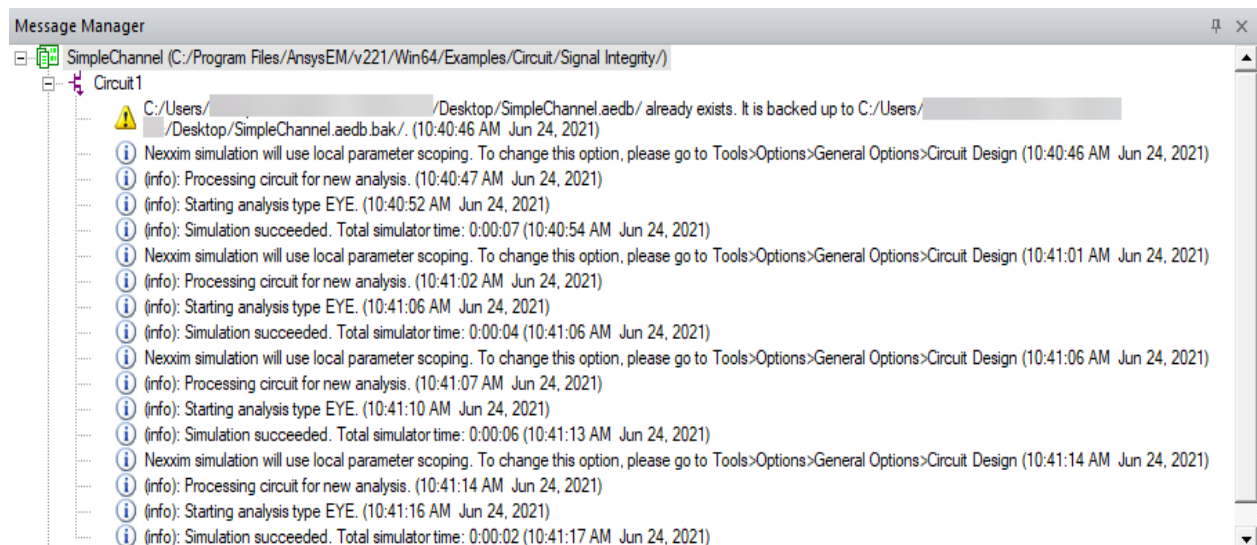 Message Manager
SimpleChannel (C:/Program Files/AnsysEM/v221/Win64/Examples/Circuit/Signal Integrity/)
Circuit1
C:/Users/ /Desktop/SimpleChannel.aedb/ already exists. It is backed up to C:/Users/
/Desktop/SimpleChannel.aedb.bak/. (10:40:46 AM Jun 24, 2021)
Nexxim simulation will use local parameter scoping. To change this option, please go to Tools>Options>General Options>Circuit Design (10:40:46 AM Jun 24, 2021)
(info): Processing circuit for new analysis. (10:40:47 AM Jun 24, 2021)
(info): Starting analysis type EYE. (10:40:52 AM Jun 24, 2021)
(info): Simulation succeeded. Total simulator time: 0:00:07 (10:40:54 AM Jun 24, 2021)
Nexxim simulation will use local parameter scoping. To change this option, please go to Tools>Options>General Options>Circuit Design (10:41:01 AM Jun 24, 2021)
(info): Processing circuit for new analysis. (10:41:02 AM Jun 24, 2021)
(info): Starting analysis type EYE. (10:41:06 AM Jun 24, 2021)
(info): Simulation succeeded. Total simulator time: 0:00:04 (10:41:06 AM Jun 24, 2021)
Nexxim simulation will use local parameter scoping. To change this option, please go to Tools>Options>General Options>Circuit Design (10:41:06 AM Jun 24, 2021)
(info): Processing circuit for new analysis. (10:41:07 AM Jun 24, 2021)
(info): Starting analysis type EYE. (10:41:10 AM Jun 24, 2021)
(info): Simulation succeeded. Total simulator time: 0:00:06 (10:41:13 AM Jun 24, 2021)
Nexxim simulation will use local parameter scoping. To change this option, please go to Tools>Options>General Options>Circuit Design (10:41:14 AM Jun 24, 2021)
(info): Processing circuit for new analysis. (10:41:14 AM Jun 24, 2021)
(info): Starting analysis type EYE. (10:41:16 AM Jun 24, 2021)
(info): Simulation succeeded. Total simulator time: 0:00:02 (10:41:17 AM Jun 24, 2021)